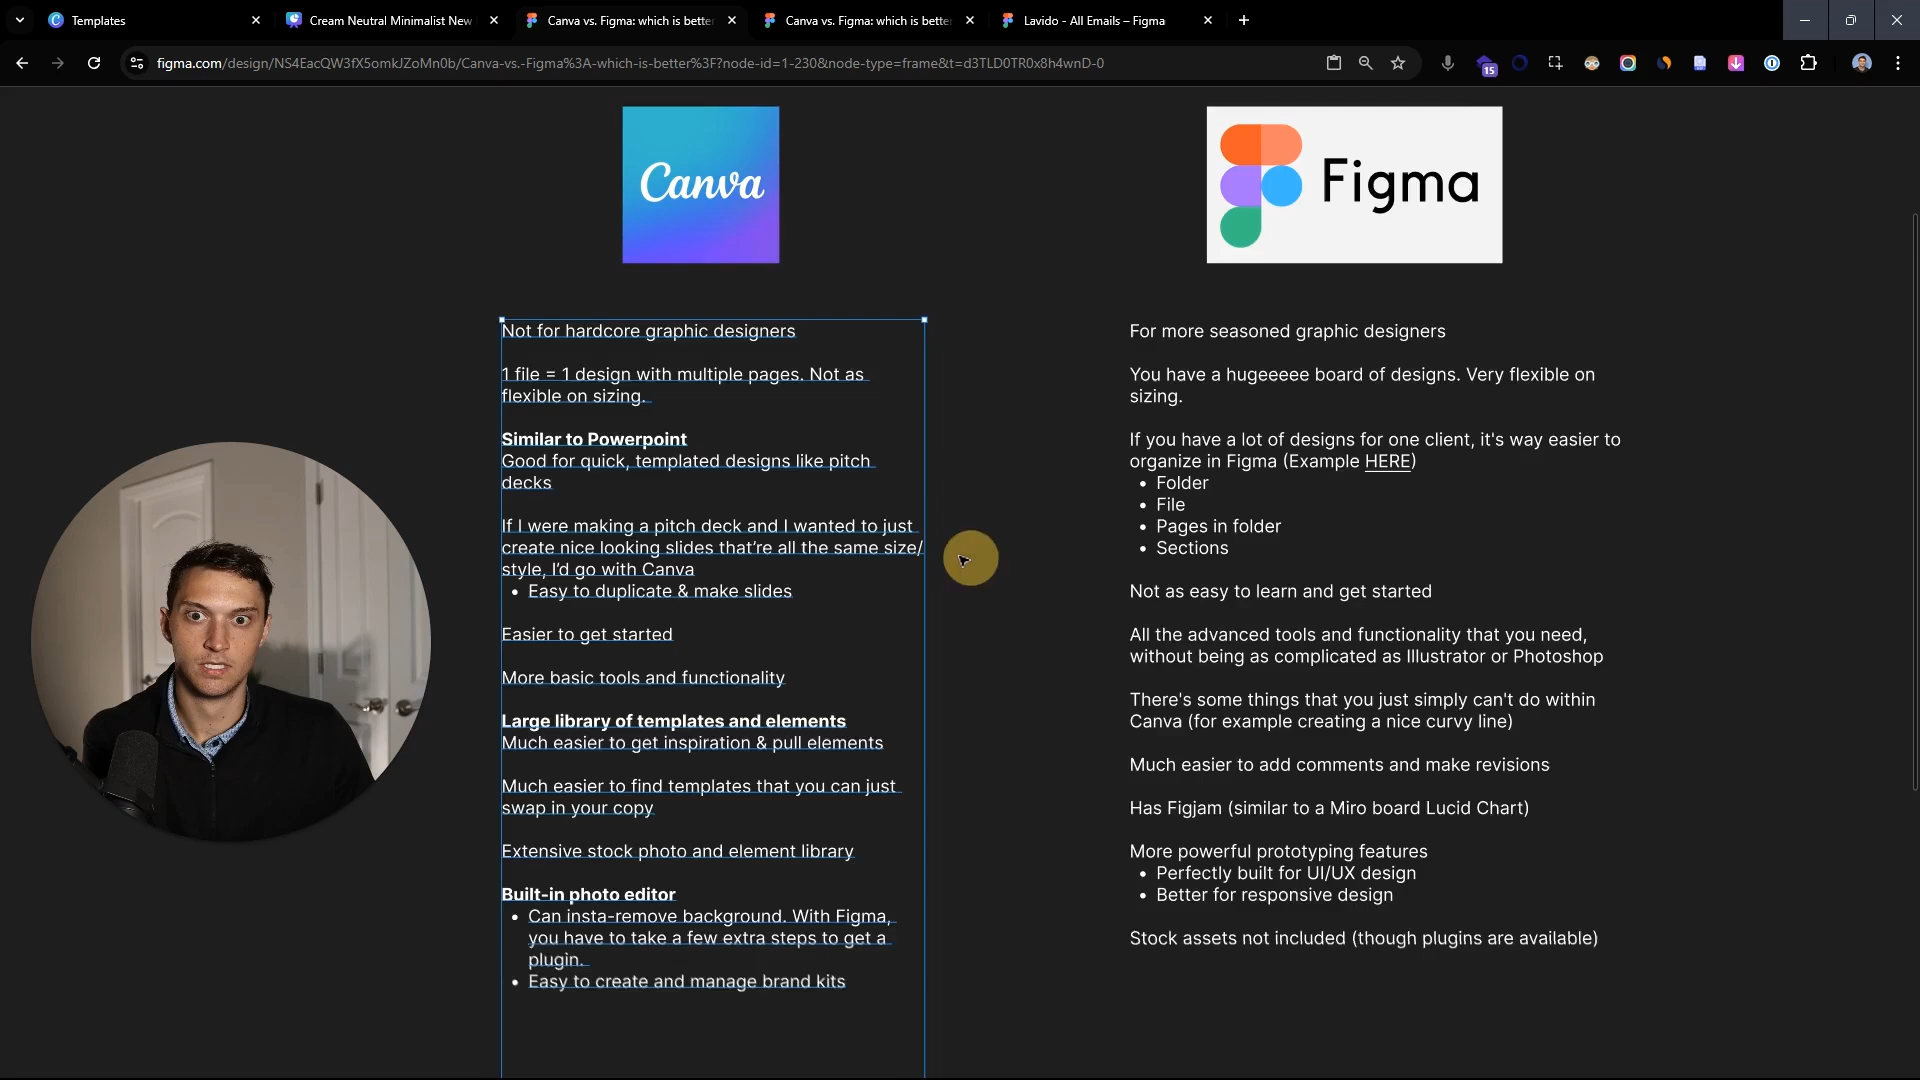 Templates
Cream Neutral Minimalist New
Canva vs. Figma: which is better
Canva vs. Figma: which is better
Lavido - All Emails – Figma
figma.com/design/NS4EacQW3fX5omkJZoMn0b/Canva-vs.-Figma%3A-which-is-better%3F?node-id=1-230&node-type=frame&t=d3TLD0TR0x8h4wnD-0
15
Canva
Not for hardcore graphic designers
1 file = 1 design with multiple pages. Not as
flexible on sizing.
Similar to Powerpoint
Good for quick, templated designs like pitch
decks
If I were making a pitch deck and I wanted to just
create nice looking slides that’re all the same size/
style, I’d go with Canva
• Easy to duplicate & make slides
Easier to get started
More basic tools and functionality
Large library of templates and elements
Much easier to get inspiration & pull elements
Much easier to find templates that you can just
swap in your copy
Extensive stock photo and element library
Built-in photo editor
• Can insta-remove background. With Figma,
you have to take a few extra steps to get a
plugin.
• Easy to create and manage brand kits
Figma
For more seasoned graphic designers
You have a hugeeeee board of designs. Very flexible on
sizing.
If you have a lot of designs for one client, it's way easier to
organize in Figma (Example HERE)
• Folder
• File
• Pages in folder
• Sections
Not as easy to learn and get started
All the advanced tools and functionality that you need,
without being as complicated as Illustrator or Photoshop
There's some things that you just simply can't do within
Canva (for example creating a nice curvy line)
Much easier to add comments and make revisions
Has Figjam (similar to a Miro board Lucid Chart)
More powerful prototyping features
• Perfectly built for UI/UX design
• Better for responsive design
Stock assets not included (though plugins are available)